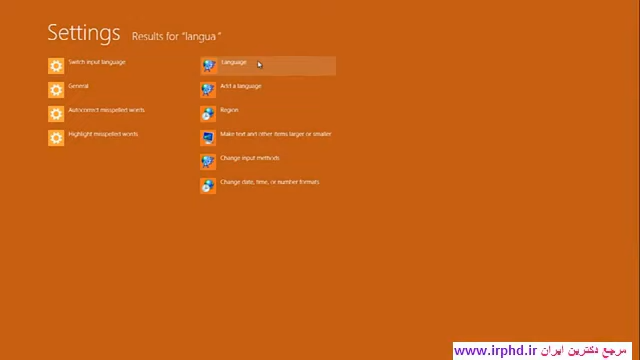 Settings Results for "langua"
Switch input language
General
Autocorrect misspelled words
Highlight misspelled words
Language
Add a language
Region
Make text and other items larger or smaller
Change input methods
Change date, time, or number formats
مرجع دکترین ایران www.irphd.ir